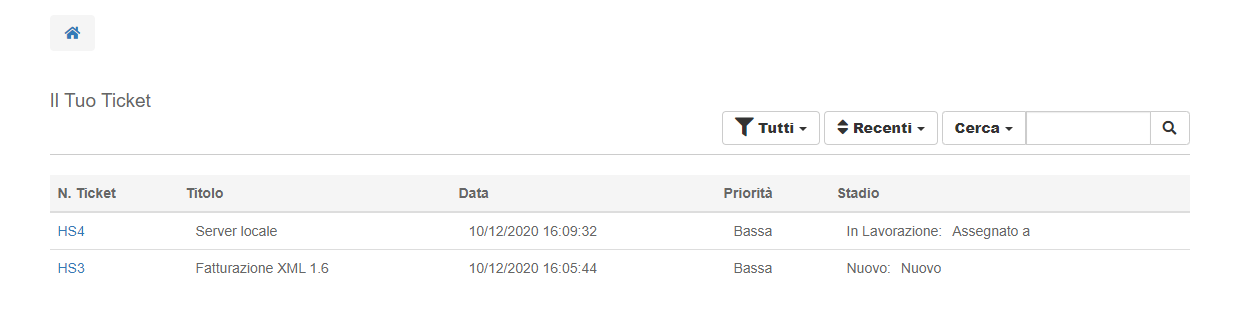 Il Tuo Ticket
Tutti Recenti Cerca
N. Ticket Titolo Data Priorità Stadio
HS4 Server locale 10/12/2020 16:09:32 Bassa In Lavorazione: Assegnato a
HS3 Fatturazione XML 1.6 10/12/2020 16:05:44 Bassa Nuovo: Nuovo